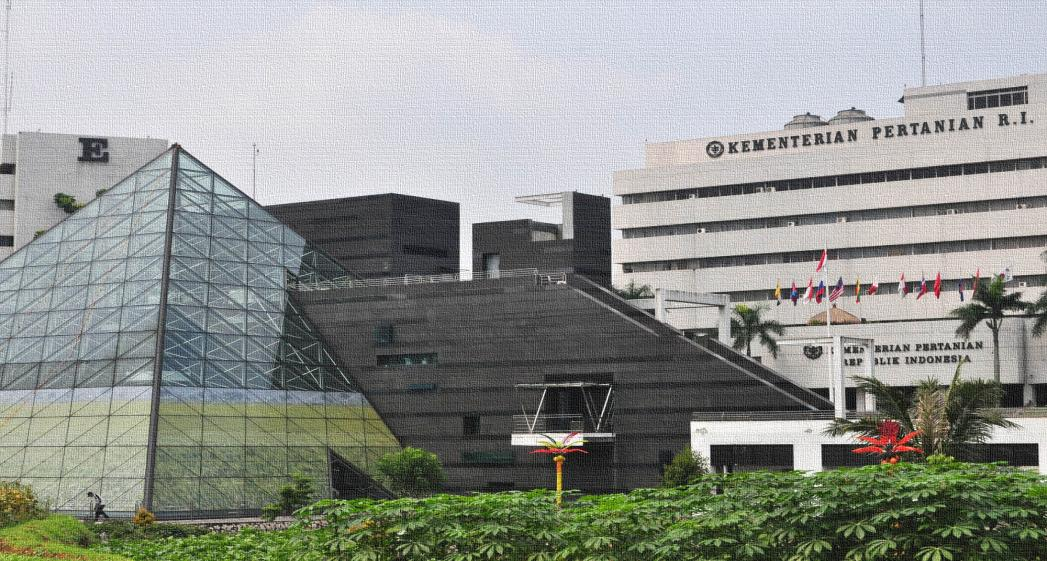 E
KEMENTERIAN PERTANIAN R.I.
KEMENTERIAN PERTANIAN
REPUBLIK INDONESIA